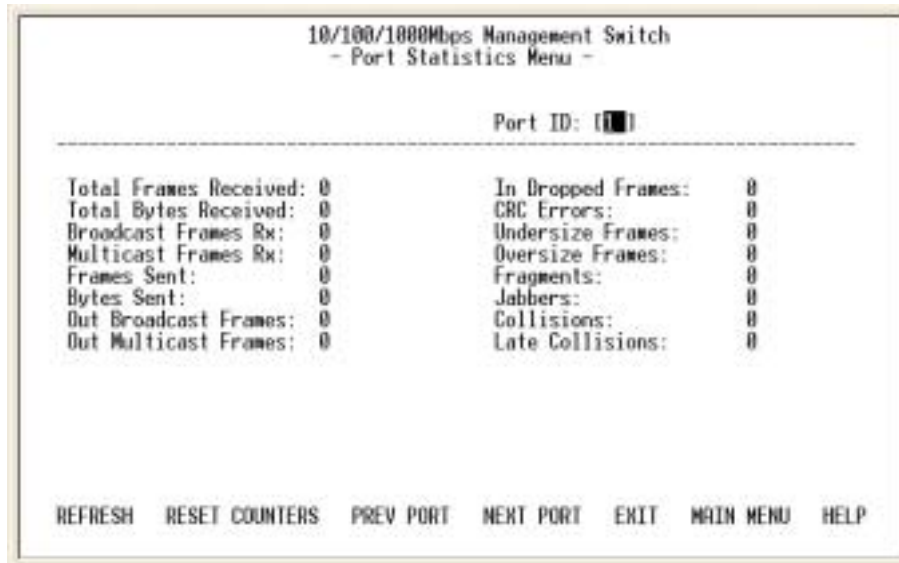 10/100/1000Mbps Management Switch
- Port Statistics Menu -
Port ID: [1 ]
Total Frames Received: 0 In Dropped Frames: 0
Total Bytes Received: 0 CRC Errors: 0
Broadcast Frames Rx: 0 Undersize Frames: 0
Multicast Frames Rx: 0 Oversize Frames: 0
Frames Sent: 0 Fragments: 0
Bytes Sent: 0 Jabbers: 0
Out Broadcast Frames: 0 Collisions: 0
Out Multicast Frames: 0 Late Collisions: 0
REFRESH RESET COUNTERS PREV PORT NEXT PORT EXIT MAIN MENU HELP